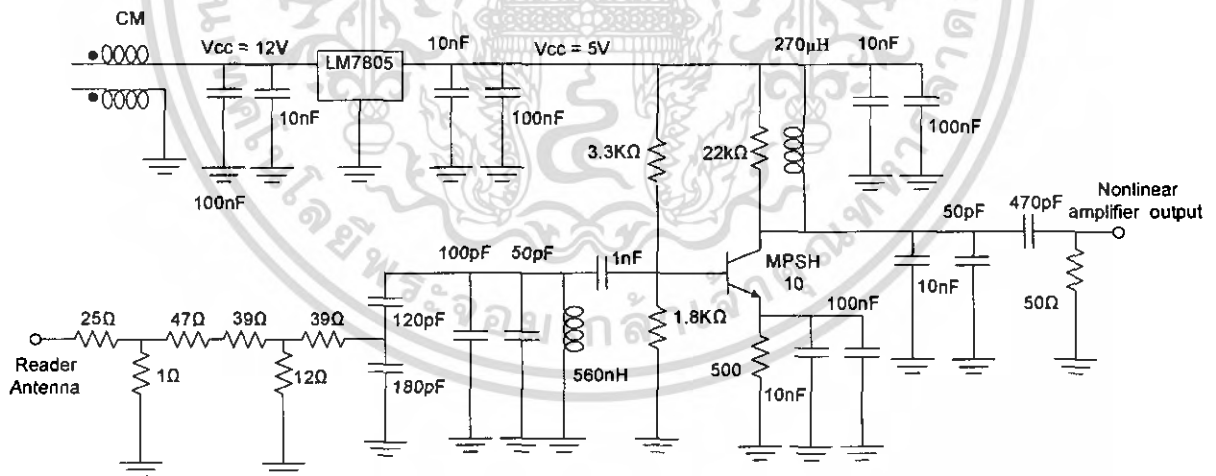 CM
Vcc = 12V
LM7805
10nF
Vcc = 5V
270µH
10nF
10nF
100nF
100nF
100nF
3.3KΩ
22kΩ
Nonlinear
amplifier output
470pF
50pF
100pF
50pF
1nF
MPSH
10
100nF
10nF
50Ω
25Ω
47Ω
39Ω
39Ω
120pF
1.8KΩ
Reader
Antenna
1Ω
12Ω
180pF
560nH
500
10nF